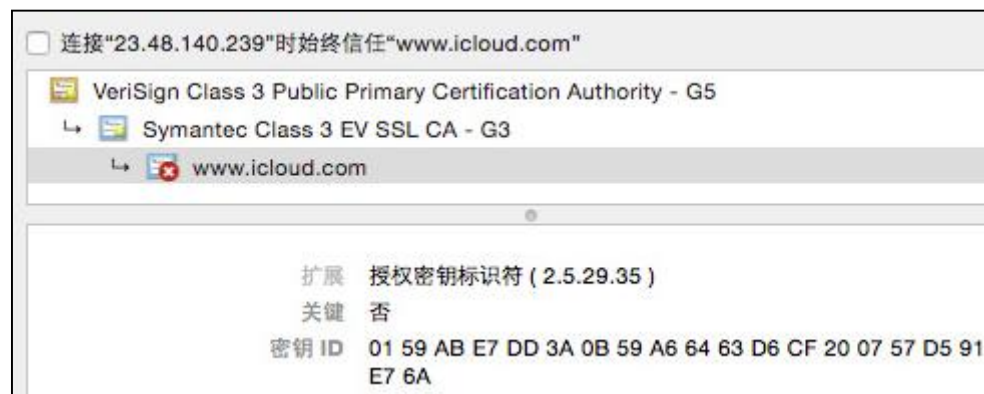 连接“23.48.140.239”时始终信任“www.icloud.com”
VeriSign Class 3 Public Primary Certification Authority - G5
Symantec Class 3 EV SSL CA - G3
www.icloud.com
扩展 授权密钥标识符 ( 2.5.29.35 )
关键 否
密钥 ID 01 59 AB E7 DD 3A 0B 59 A6 64 63 D6 CF 20 07 57 D5 91
E7 6A